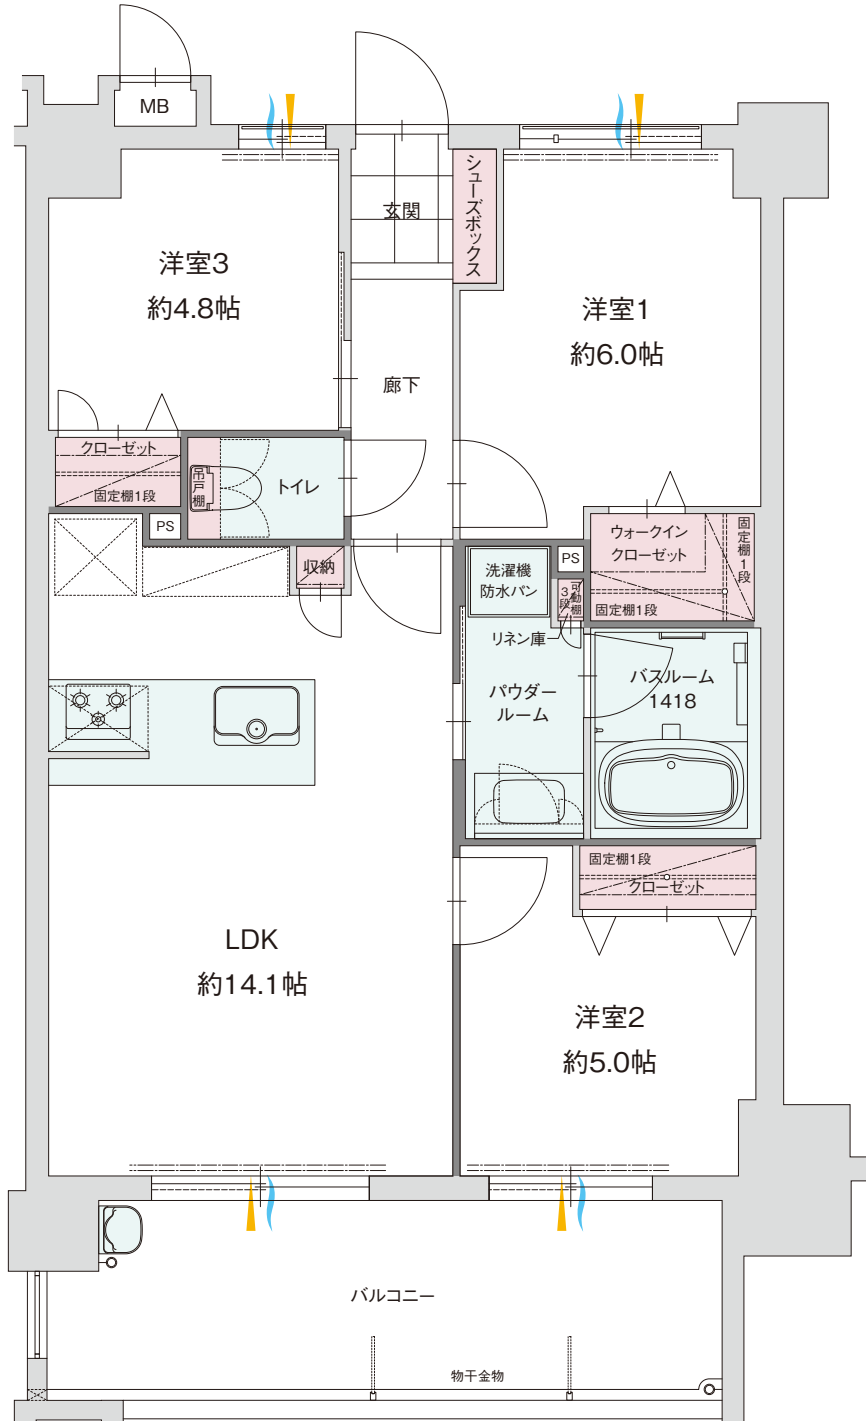 MB
シューズボックス
玄関
洋室3
約4.8帖
洋室1
約6.0帖
廊下
クローゼット
固定棚1段
吊戸棚
トイレ
PS
収納
ウォークイン
クローゼット
固定棚1段
固定棚1段
洗濯機
防水パン
PS
可動棚
3段
リネン庫
パウダー
ルーム
バスルーム
1418
固定棚1段
クローゼット
LDK
約14.1帖
洋室2
約5.0帖
バルコニー
物干金物